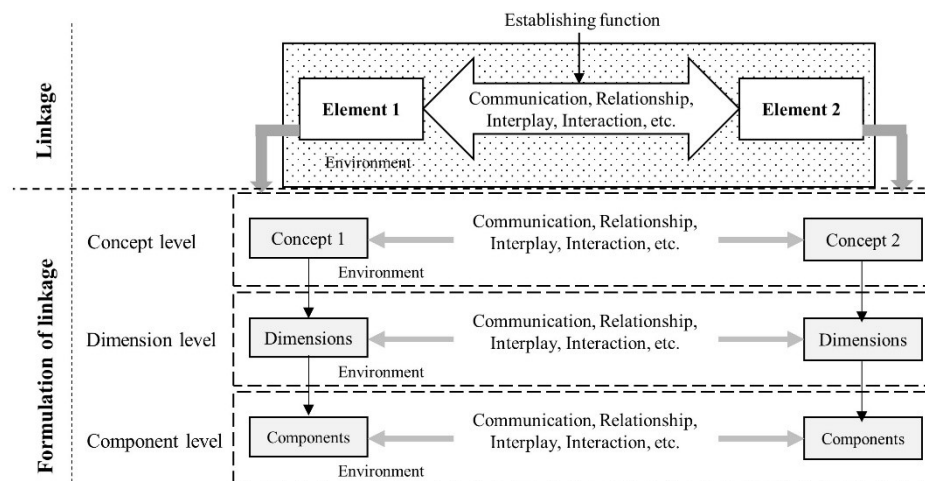 Establishing function
Linkage
Element 1
Communication, Relationship,
Interplay, Interaction, etc.
Element 2
Environment
Formulation of linkage
Concept level
Concept 1
Communication, Relationship,
Interplay, Interaction, etc.
Concept 2
Environment
Dimension level
Dimensions
Communication, Relationship,
Interplay, Interaction, etc.
Dimensions
Environment
Component level
Components
Communication, Relationship,
Interplay, Interaction, etc.
Components
Environment